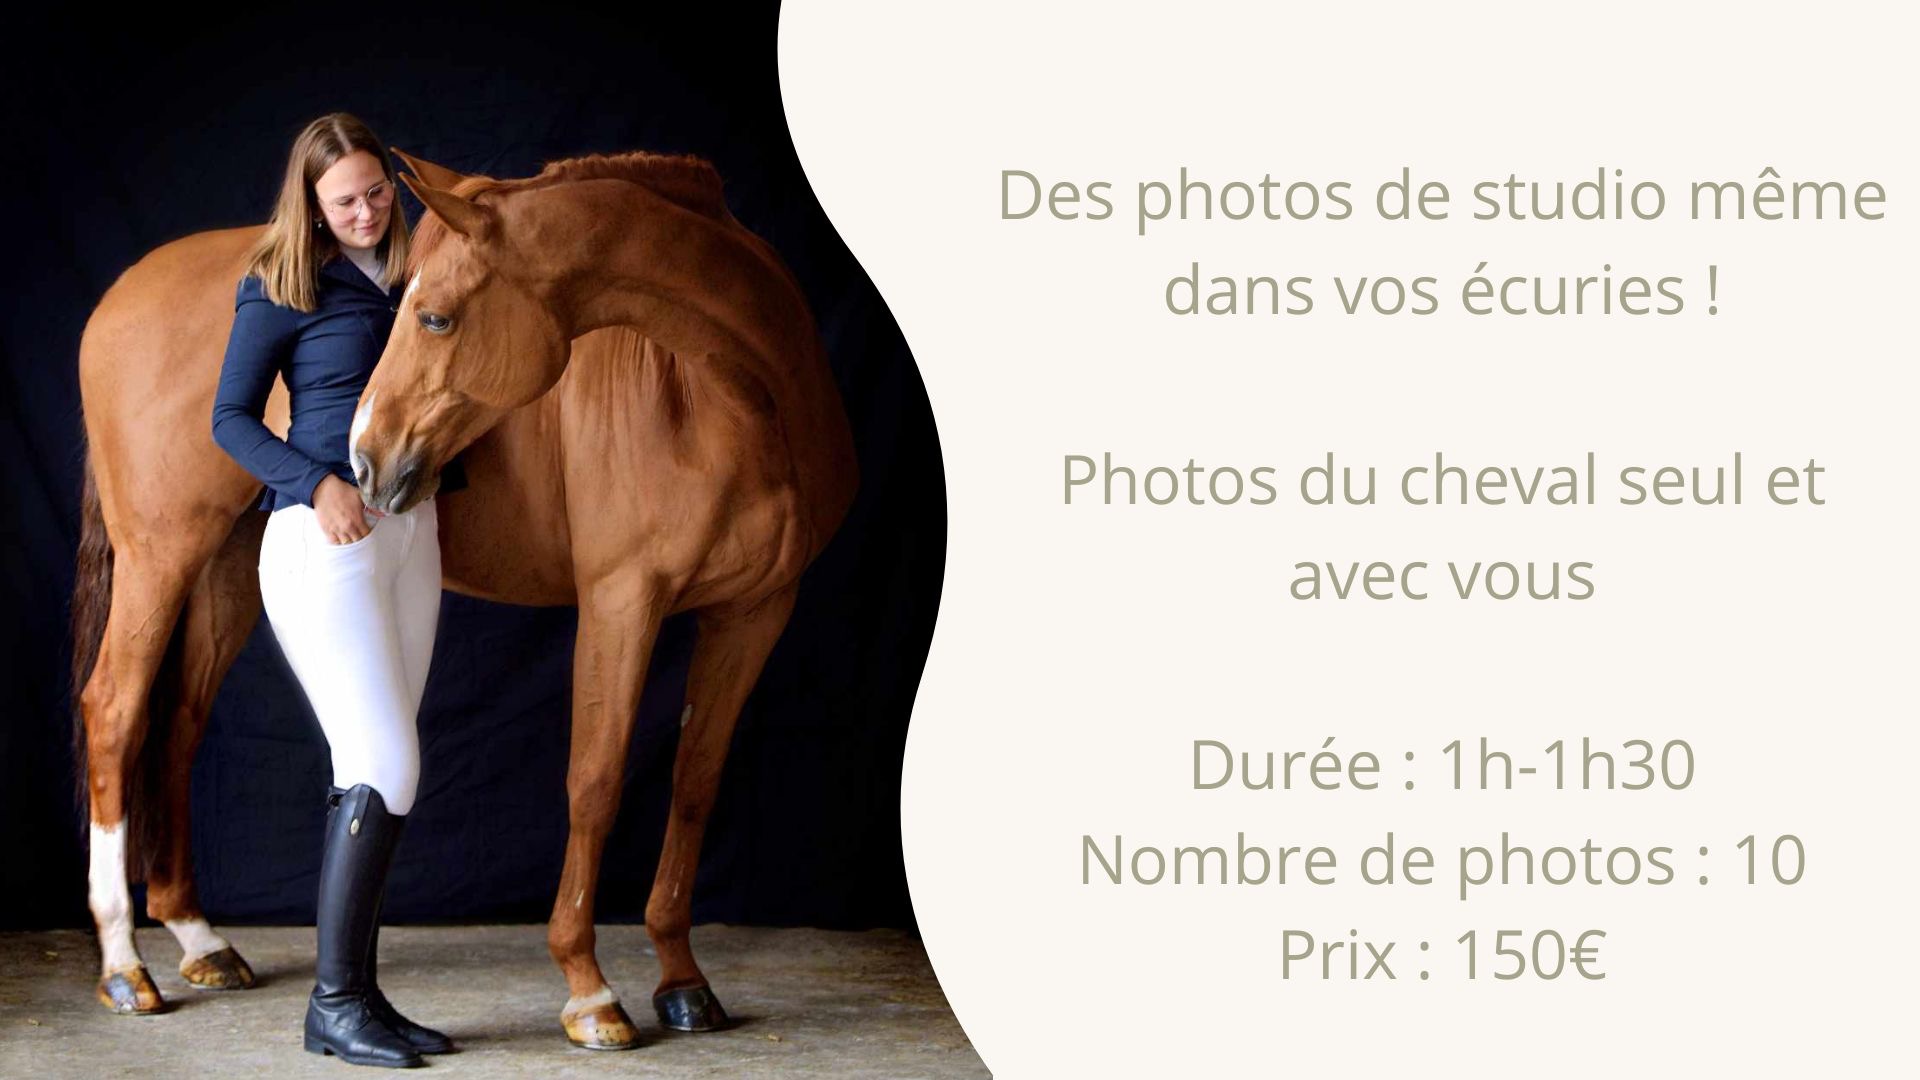 Des photos de studio même
dans vos écuries !
Photos du cheval seul et
avec vous
Durée : 1h-1h30
Nombre de photos : 10
Prix : 150€